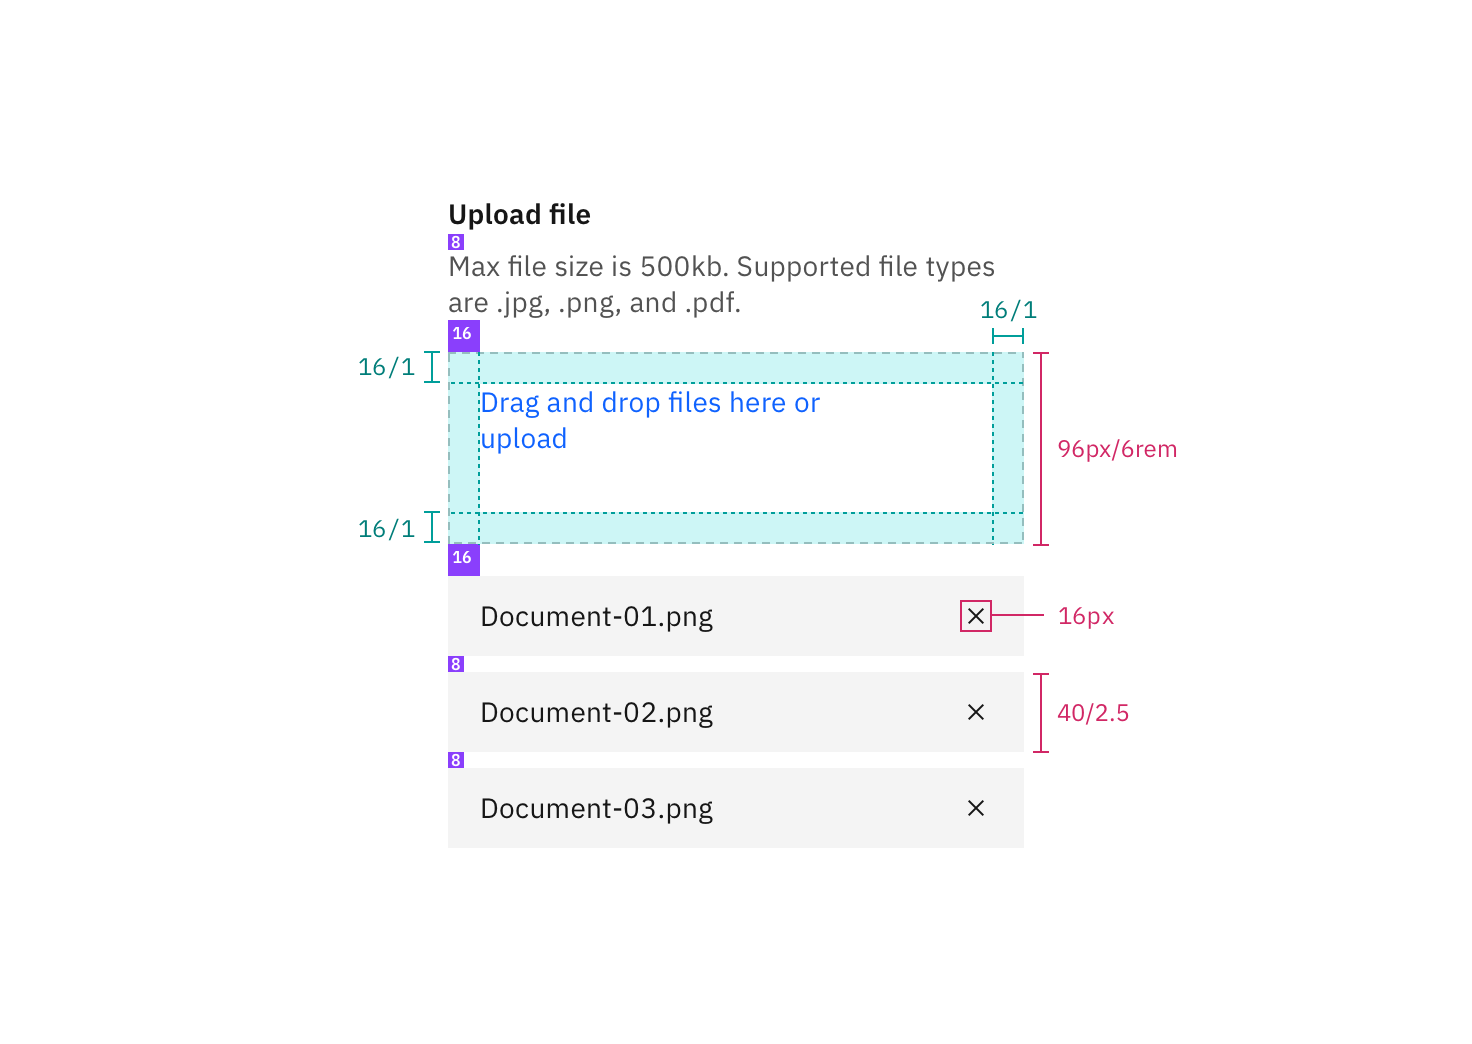 Upload file
8
Max file size is 500kb. Supported file types
are .jpg, .png, and .pdf.
16/1
16
16/1
Drag and drop files here or
upload
96px/6rem
16/1
16
Document-01.png
16px
8
Document-02.png
40/2.5
8
Document-03.png